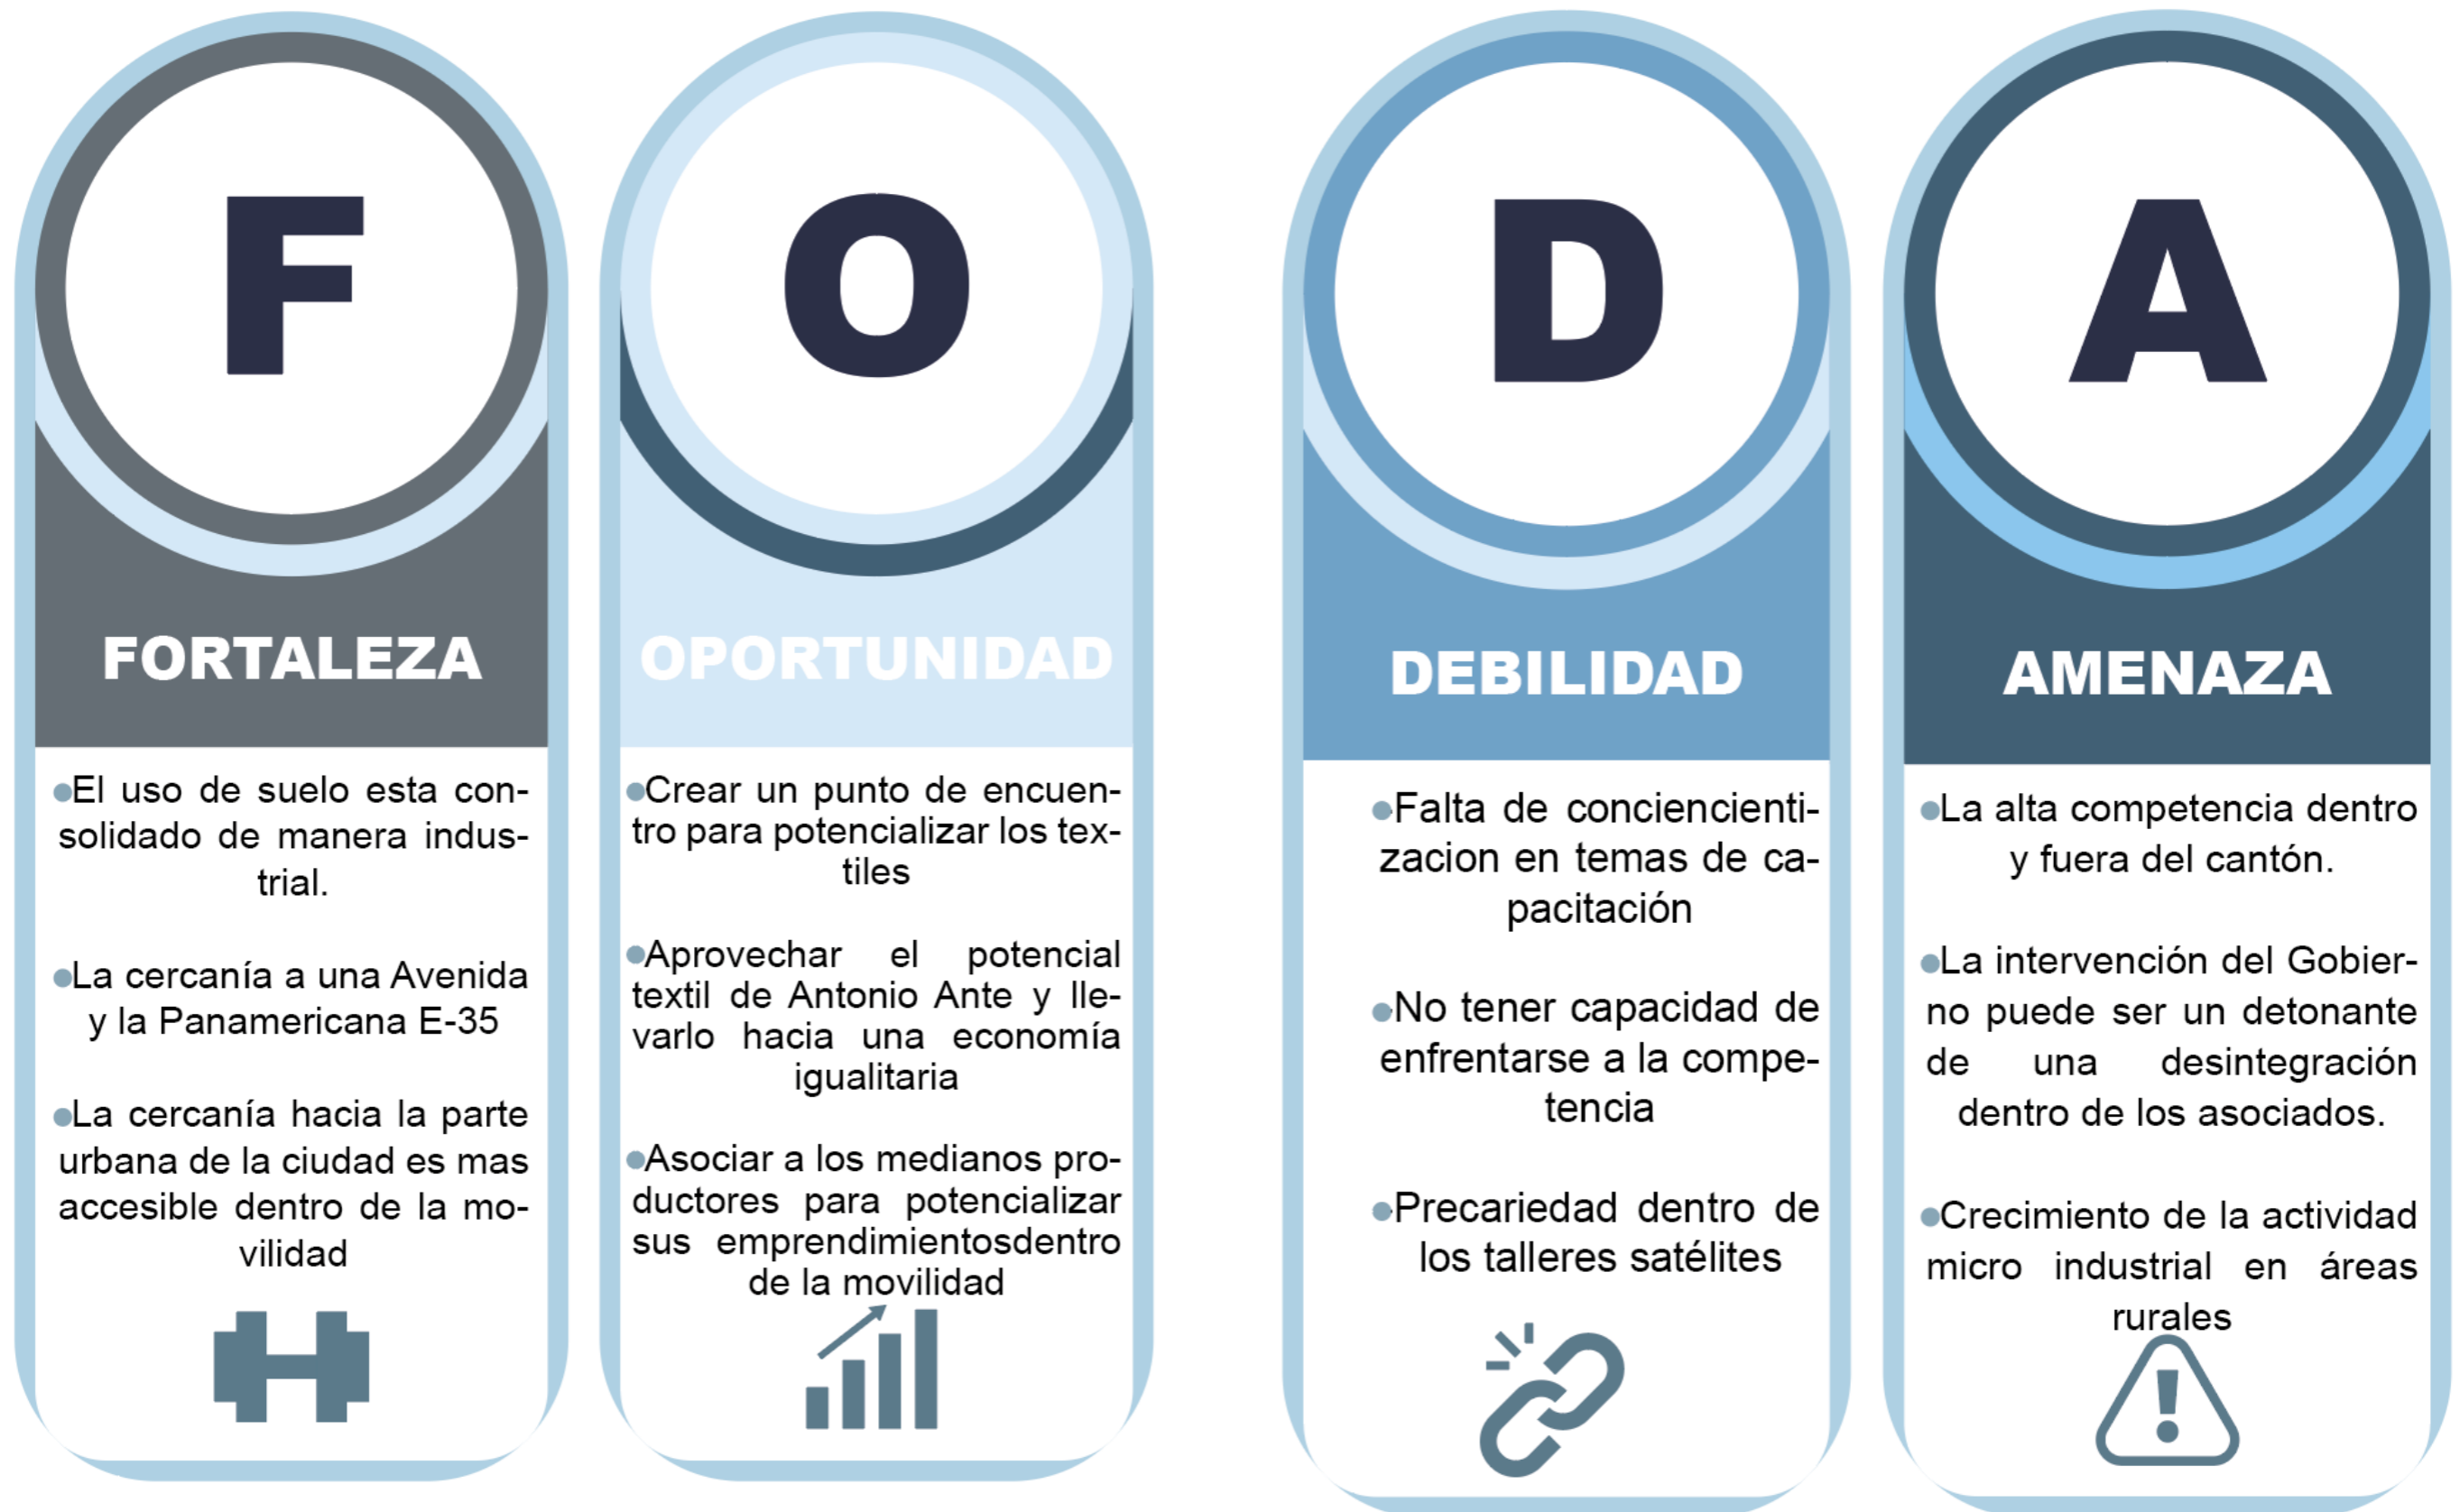 F
FORTALEZA
●El uso de suelo esta con-
solidado de manera indus-
trial.
●La cercanía a una Avenida
y la Panamericana E-35
●La cercanía hacia la parte
urbana de la ciudad es mas
accesible dentro de la mo-
vilidad
O
OPORTUNIDAD
●Crear un punto de encuen-
tro para potencializar los tex-
tiles
●Aprovechar el potencial
textil de Antonio Ante y lle-
varlo hacia una economía
igualitaria
●Asociar a los medianos pro-
ductores para potencializar
sus emprendimientosdentro
de la movilidad
D
DEBILIDAD
●Falta de conciencienti-
zacion en temas de ca-
pacitación
●No tener capacidad de
enfrentarse a la compe-
tencia
●Precariedad dentro de
los talleres satélites
A
AMENAZA
●La alta competencia dentro
y fuera del cantón.
●La intervención del Gobier-
no puede ser un detonante
de una desintegración
dentro de los asociados.
●Crecimiento de la actividad
micro industrial en áreas
rurales